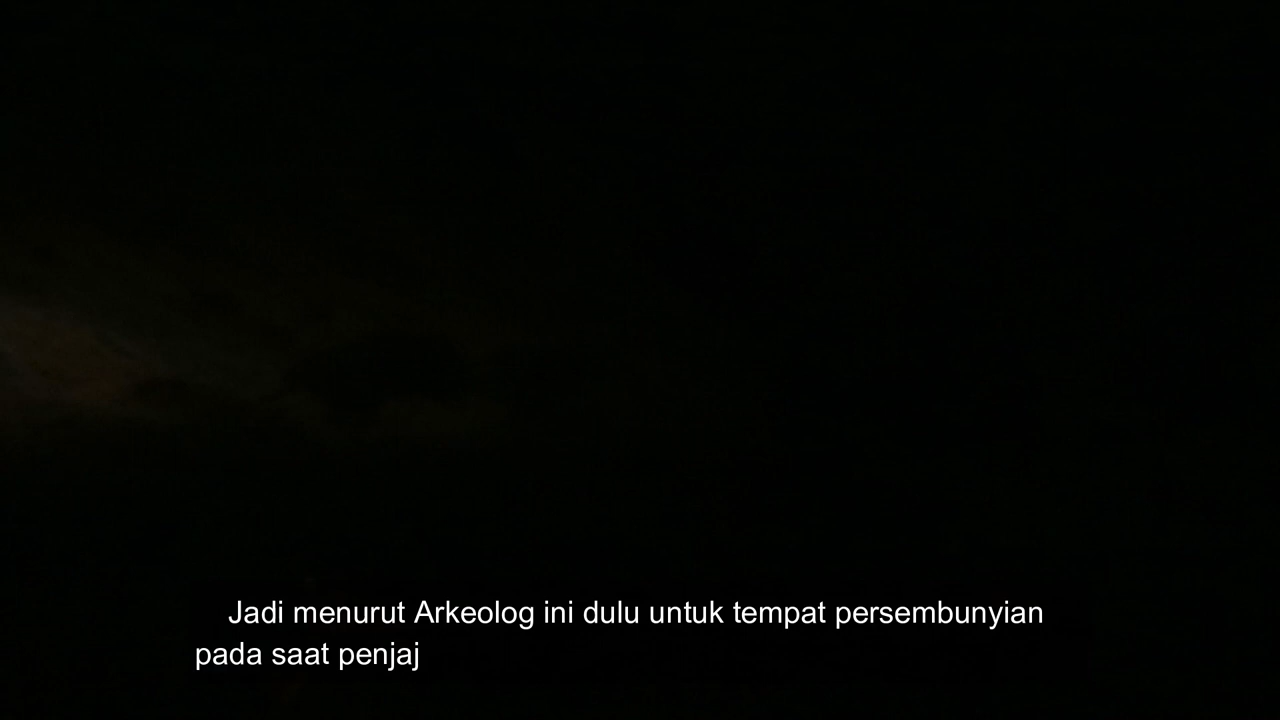 Jadi menurut Arkeolog ini dulu untuk tempat persembunyian
pada saat penjaj